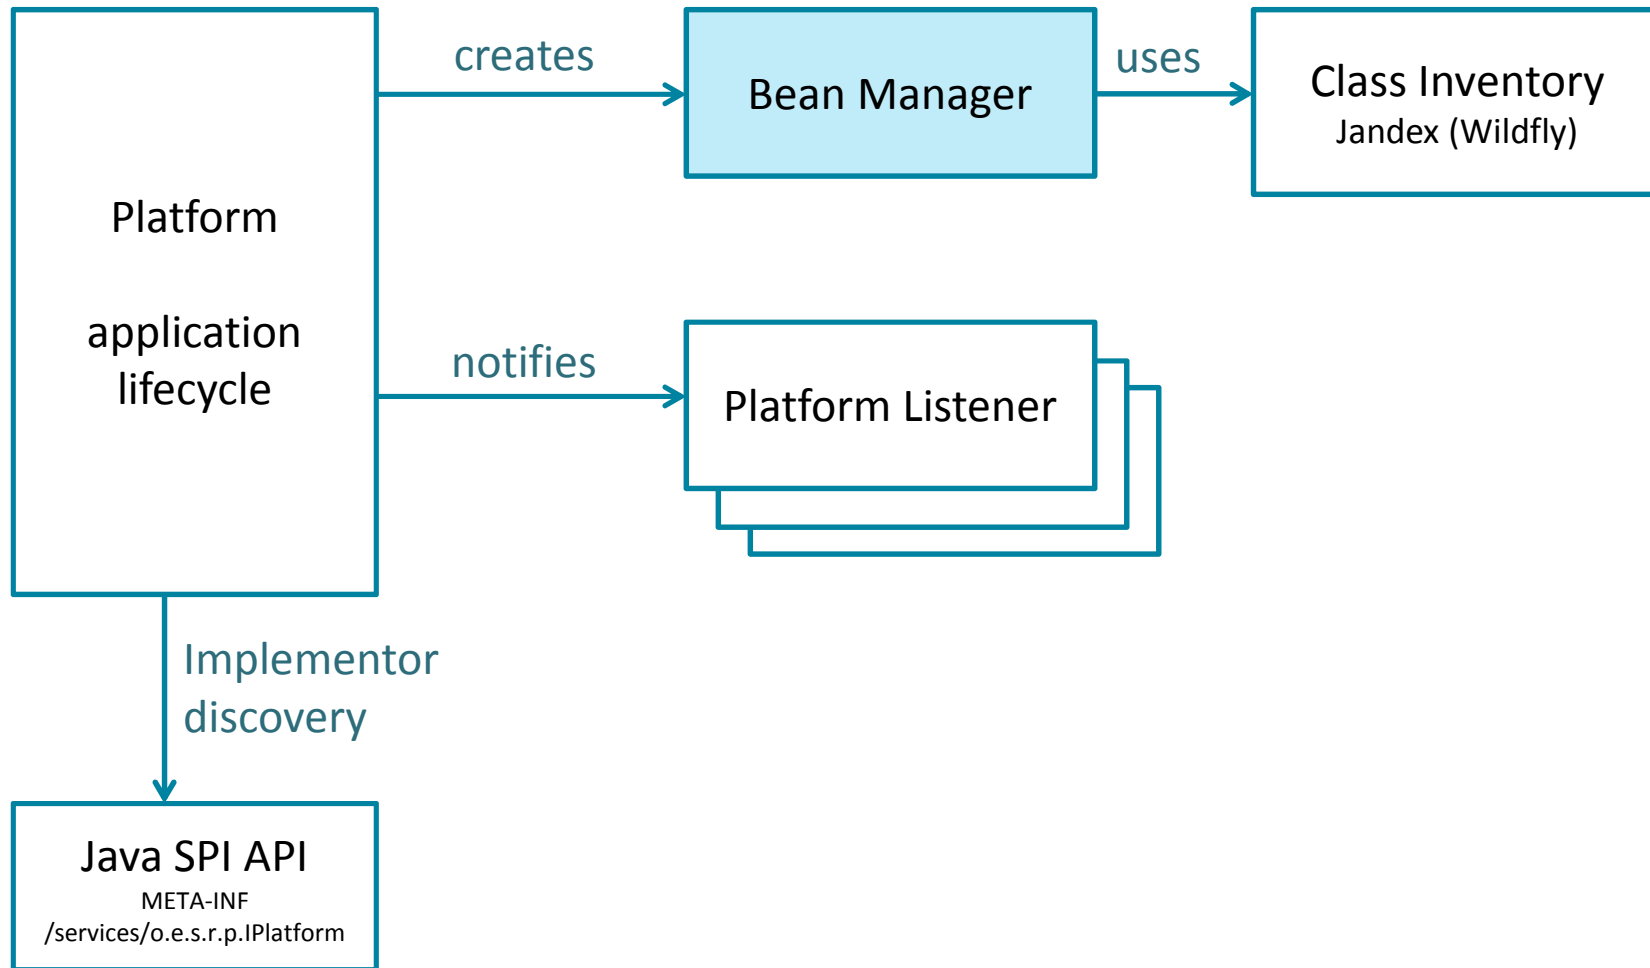 Platform
application
lifecycle
creates
Bean Manager
uses
Class Inventory
Jandex (Wildfly)
notifies
Platform Listener
Implementor
discovery
Java SPI API
META-INF
/services/o.e.s.r.p.IPlatform